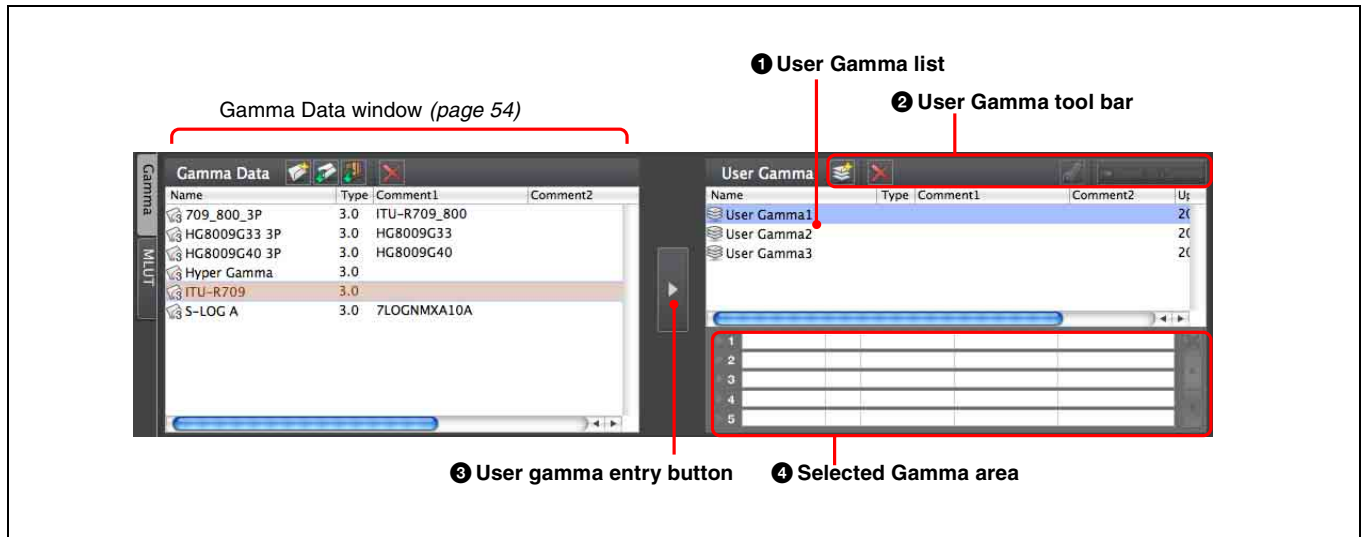 ❶ User Gamma list
Gamma Data window (page 54)
❷ User Gamma tool bar
Gamma
MLUT
Gamma Data
Name Type Comment1 Comment2
709_800_3P 3.0 ITU-R709_800
HG8009G33 3P 3.0 HG8009G33
HG8009G40 3P 3.0 HG8009G40
Hyper Gamma 3.0
ITU-R709 3.0
S-LOG A 3.0 7LOGNMXA10A
User Gamma
Name Type Comment1 Comment2
User Gamma1 20
User Gamma2 20
User Gamma3 20
1
2
3
4
5
❸ User gamma entry button
❹ Selected Gamma area